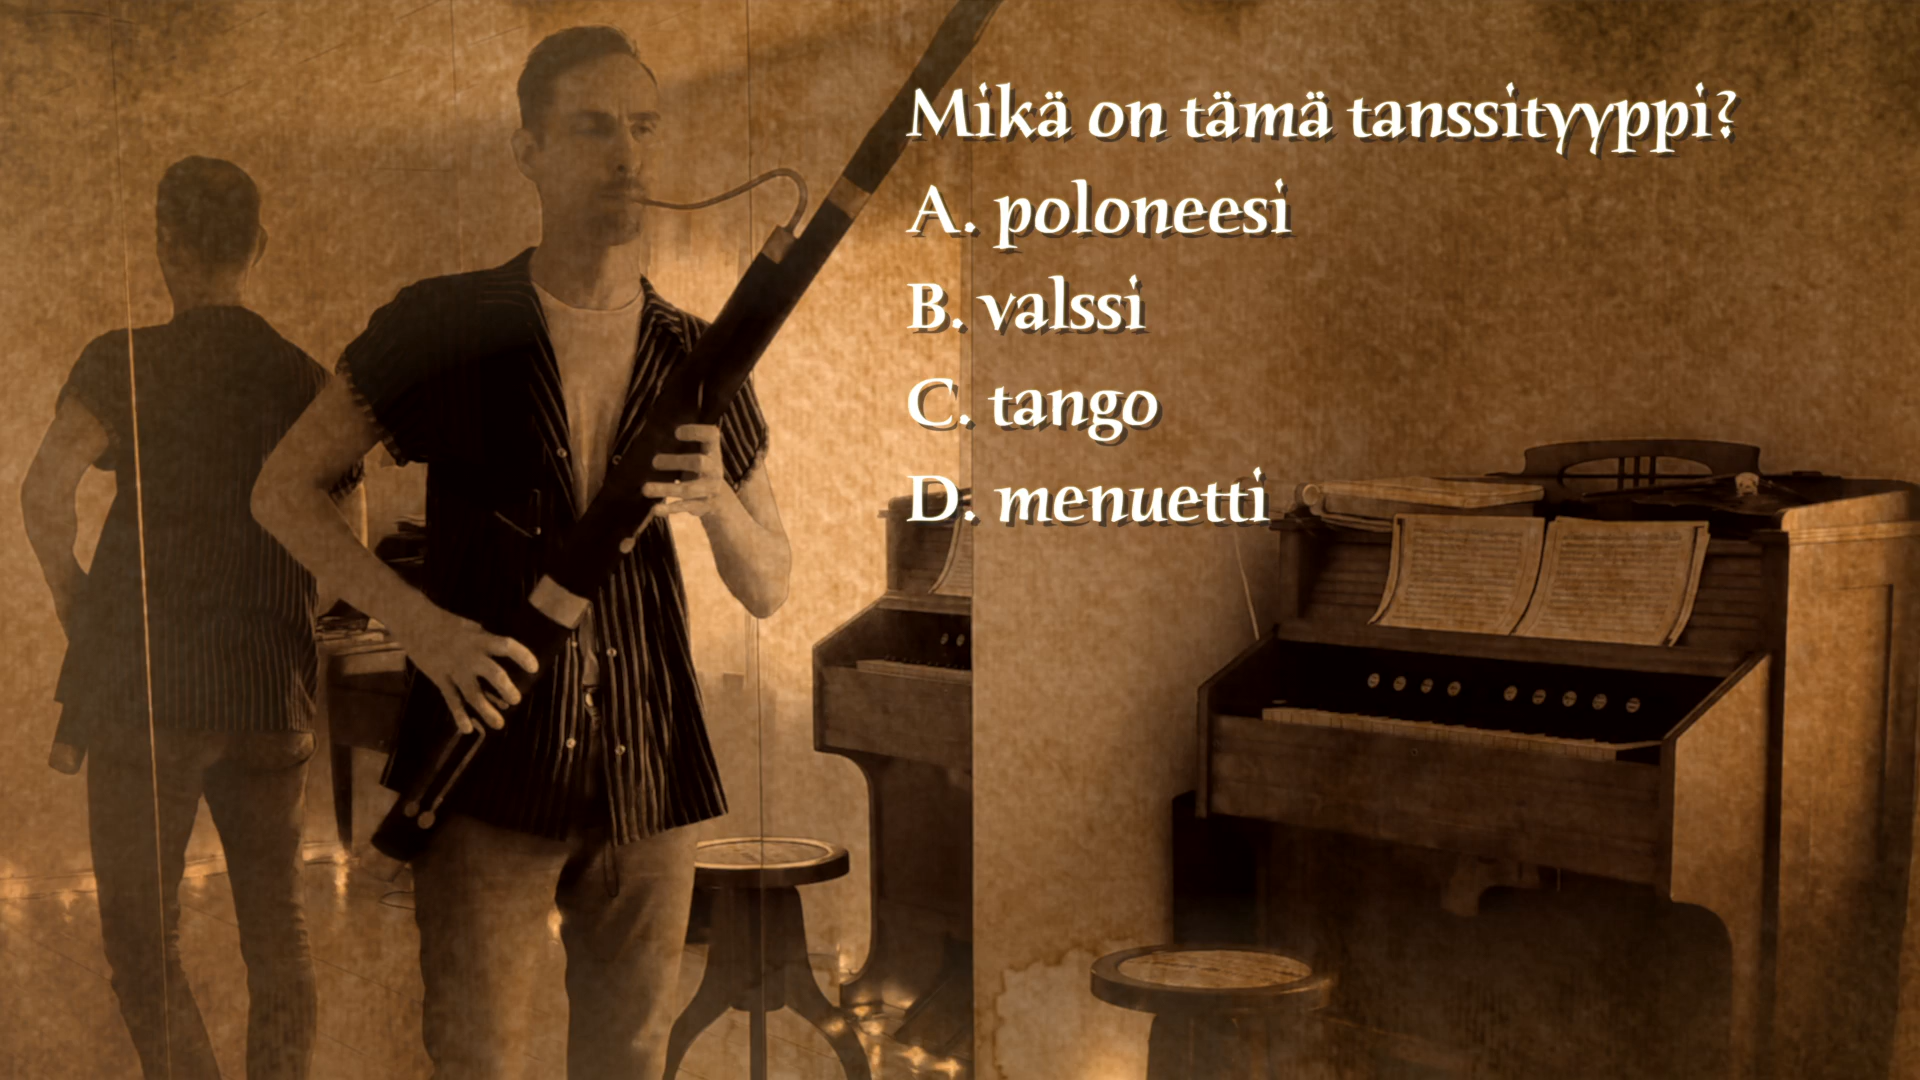 Mikä on tämä tanssityyppi?
A. poloneesi
B. valssi
C. tango
D. menuetti